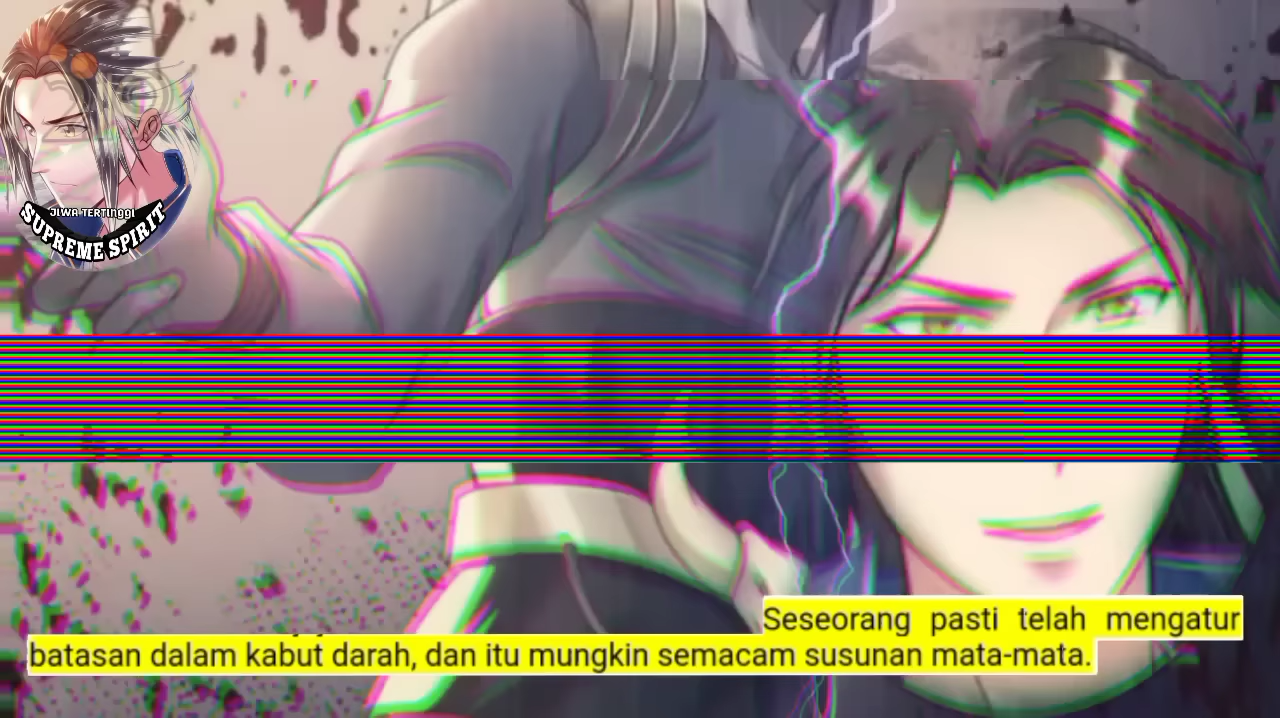 JIWA TERTINGGI
SUPREME SPIRIT
Seseorang pasti telah mengatur
batasan dalam kabut darah, dan itu mungkin semacam susunan mata-mata.